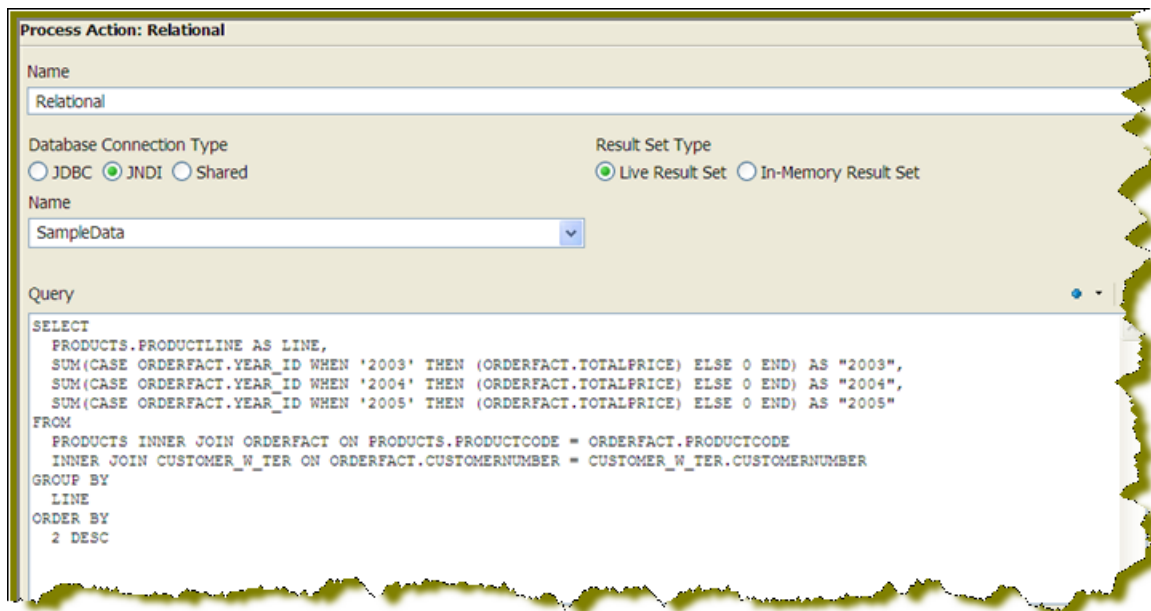 Process Action: Relational
Name
Relational
Database Connection Type
Result Set Type
JDBC JNDI Shared
Live Result Set In-Memory Result Set
Name
SampleData
Query
SELECT
PRODUCTS.PRODUCTLINE AS LINE,
SUM(CASE ORDERFACT.YEAR_ID WHEN '2003' THEN (ORDERFACT.TOTALPRICE) ELSE 0 END) AS "2003",
SUM(CASE ORDERFACT.YEAR_ID WHEN '2004' THEN (ORDERFACT.TOTALPRICE) ELSE 0 END) AS "2004",
SUM(CASE ORDERFACT.YEAR_ID WHEN '2005' THEN (ORDERFACT.TOTALPRICE) ELSE 0 END) AS "2005"
FROM
PRODUCTS INNER JOIN ORDERFACT ON PRODUCTS.PRODUCTCODE = ORDERFACT.PRODUCTCODE
INNER JOIN CUSTOMER_W_TER ON ORDERFACT.CUSTOMERNUMBER = CUSTOMER_W_TER.CUSTOMERNUMBER
GROUP BY
LINE
ORDER BY
2 DESC